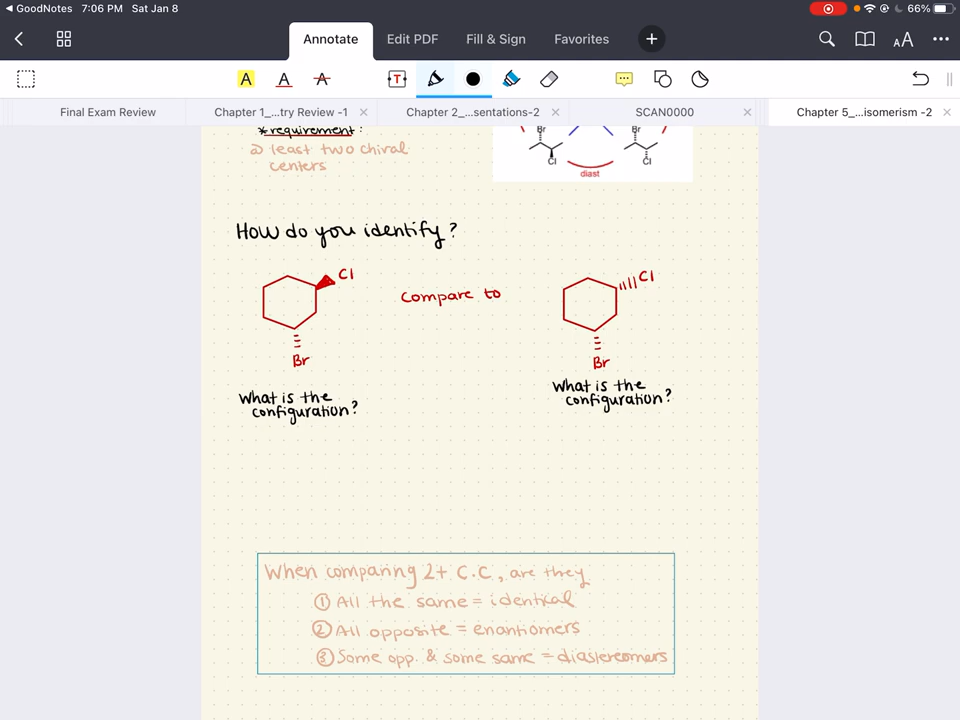 GoodNotes 7:06 PM Sat Jan 8 66%
Annotate Edit PDF Fill & Sign Favorites
AA
A A A T
Final Exam Review Chapter 1_...try Review -1 Chapter 2_...sentations-2 SCAN0000 Chapter 5_...isomerism -2
*requirement:
least two chiral
centers
Br Br
Cl Cl
diast
How do you identify?
Cl Cl
compare to
Br Br
What is the
configuration?
What is the
configuration?
When comparing 2+ C.C, are they
① All the same = identical
② All opposite = enantiomers
③ Some opp. & some same = diastereomers